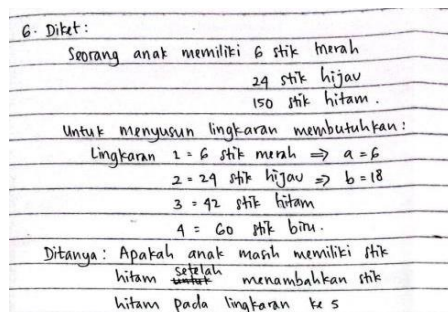 6. Diket:
Seorang anak memiliki 6 stik merah
24 stik hijau
150 stik hitam.
Untuk menyusun lingkaran membutuhkan:
Lingkaran 1 = 6 stik merah ⇒ a = 6
2 = 24 stik hijau ⇒ b = 18
3 = 42 stik hitam
4 = 60 stik biru.
Ditanya: Apakah anak masih memiliki stik
hitam setelah menambahkan stik
hitam pada lingkaran ke 5